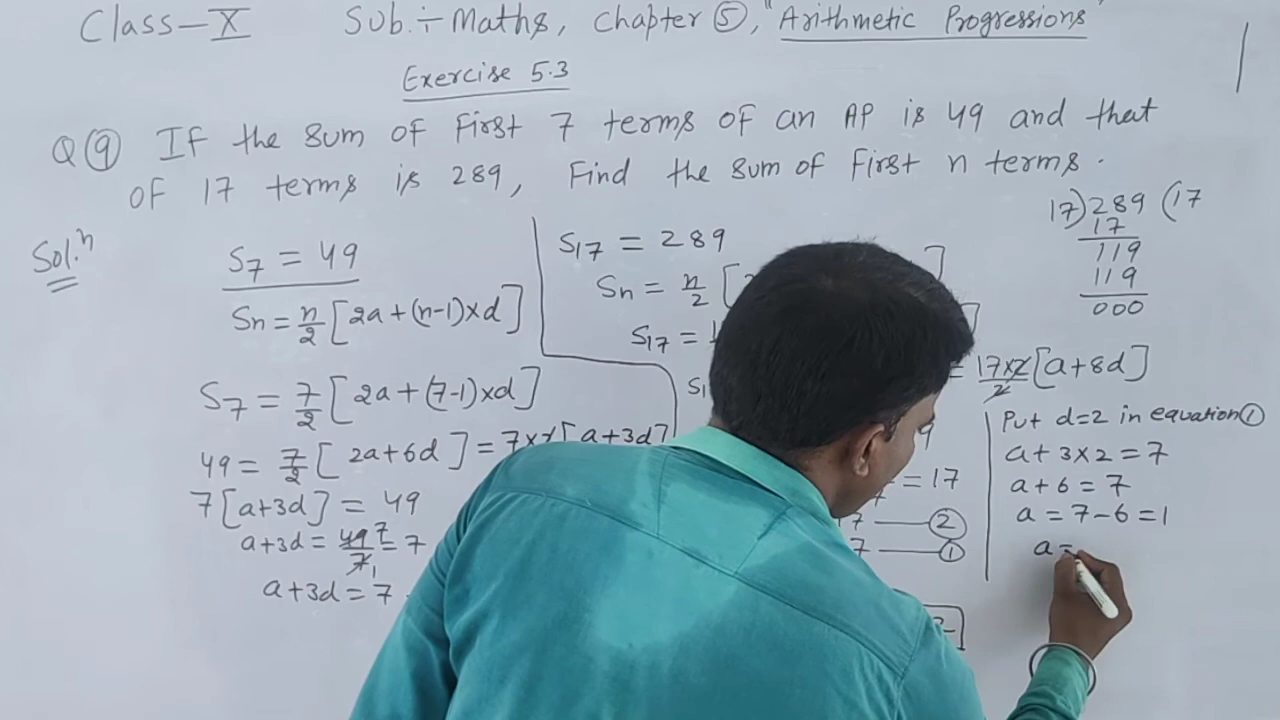 Class-X Sub.÷Maths, Chapter ⑤, "Arithmetic Progressions"
Exercise 5.3
Q ⑨ If the sum of first 7 terms of an AP is 49 and that
of 17 terms is 289, Find the sum of first n terms.
Sol.ⁿ
S₇ = 49
Sn = n/2 [2a + (n-1)×d]
S₇ = 7/2 [2a + (7-1)×d]
49 = 7/2 [2a + 6d] = 7×2/ [a+3d]
7[a+3d] = 49
a+3d = 49/7 = 7
a+3d = 7
S₁₇ = 289
Sn = n/2 [
S₁₇ =
17)289(17
17
119
119
000
= 17×2/2 [a+8d]
= 17
7 — ②
7 — ①
Put d=2 in equation ①
a + 3×2 = 7
a + 6 = 7
a = 7-6 = 1
a =